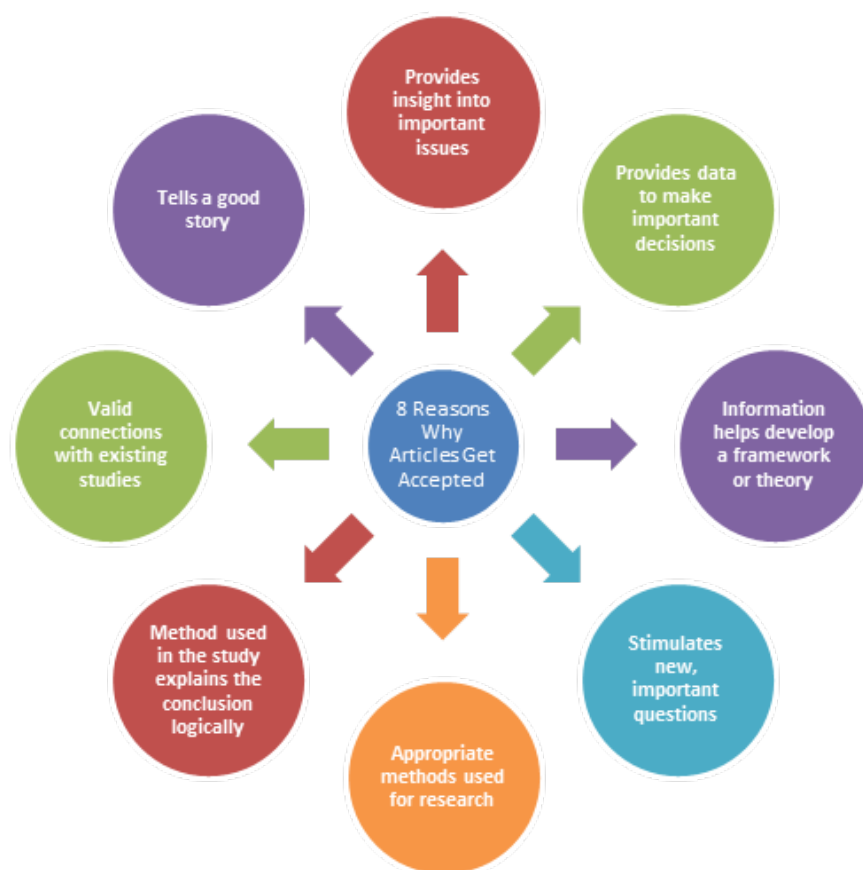 Provides
insight into
important
issues
Provides data
to make
important
decisions
Information
helps develop
a framework
or theory
Stimulates
new,
important
questions
Appropriate
methods used
for research
Method used
in the study
explains the
conclusion
logically
Valid
connections
with existing
studies
Tells a good
story
8 Reasons
Why
Articles Get
Accepted